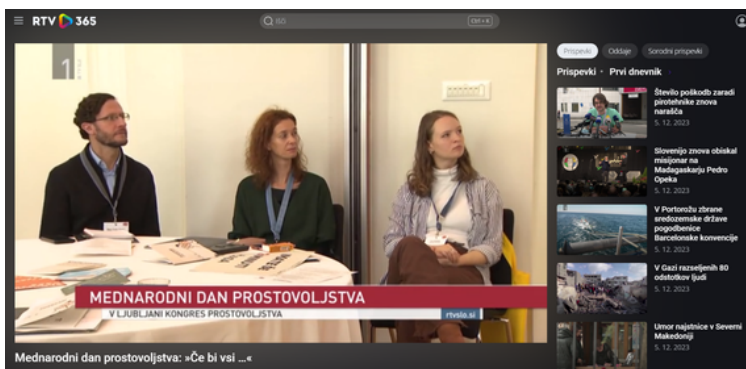 RTV 365
Išči
Ctrl + K
1
MEDNARODNI DAN PROSTOVOLJSTVA
V LJUBLJANI KONGRES PROSTOVOLJSTVA
rtvslo.si
Mednarodni dan prostovoljstva: »Če bi vsi ...«
Prispevki
Oddaje
Sorodni prispevki
Prispevki · Prvi dnevnik
Število poškodb zaradi
pirotehnike znova
narašča
5. 12. 2023
Slovenijo znova obiskal
misijonar na
Madagaskarju Pedro
Opeka
5. 12. 2023
V Portorožu zbrane
sredozemske države
pogodbenice
Barcelonske konvencije
5. 12. 2023
V Gazi razseljenih 80
odstotkov ljudi
5. 12. 2023
Umor najstnice v Severni
Makedoniji
5. 12. 2023